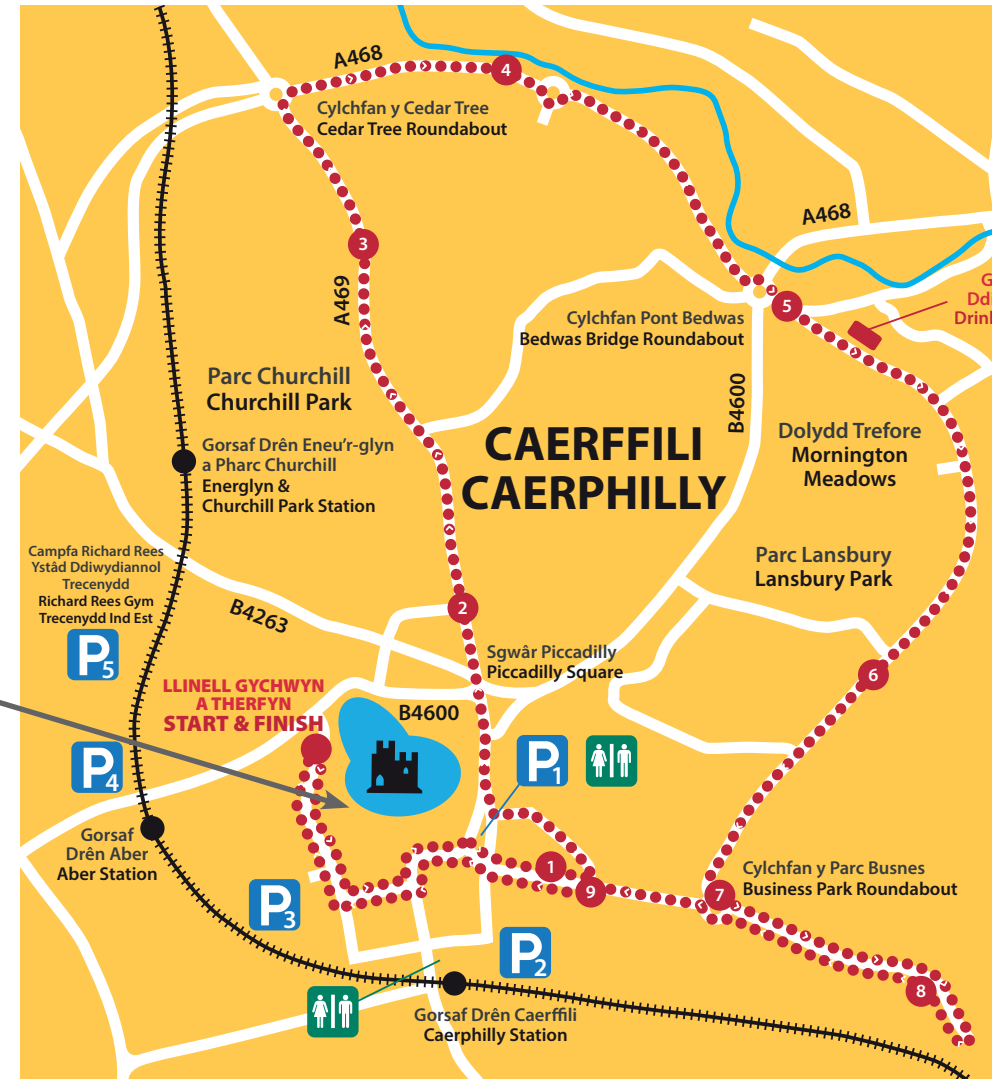 A468
4
Cylchfan y Cedar Tree
Cedar Tree Roundabout
A468
3
A469
5
Cylchfan Pont Bedwas
Bedwas Bridge Roundabout
Parc Churchill
Churchill Park
B4600
CAERFFILI
CAERPHILLY
Dolydd Trefore
Mornington
Meadows
Gorsaf Drên Eneu'r-glyn
a Pharc Churchill
Energlyn &
Churchill Park Station
Campfa Richard Rees
Ystâd Ddiwydiannol
Trecenydd
Richard Rees Gym
Trecenydd Ind Est
P5
Parc Lansbury
Lansbury Park
B4263
2
Sgwâr Piccadilly
Piccadilly Square
6
LLINELL GYCHWYN
A THERFYN
START & FINISH
B4600
P1
P4
Gorsaf
Drên Aber
Aber Station
1
9
7
Cylchfan y Parc Busnes
Business Park Roundabout
P3
P2
8
Gorsaf Drên Caerffili
Caerphilly Station